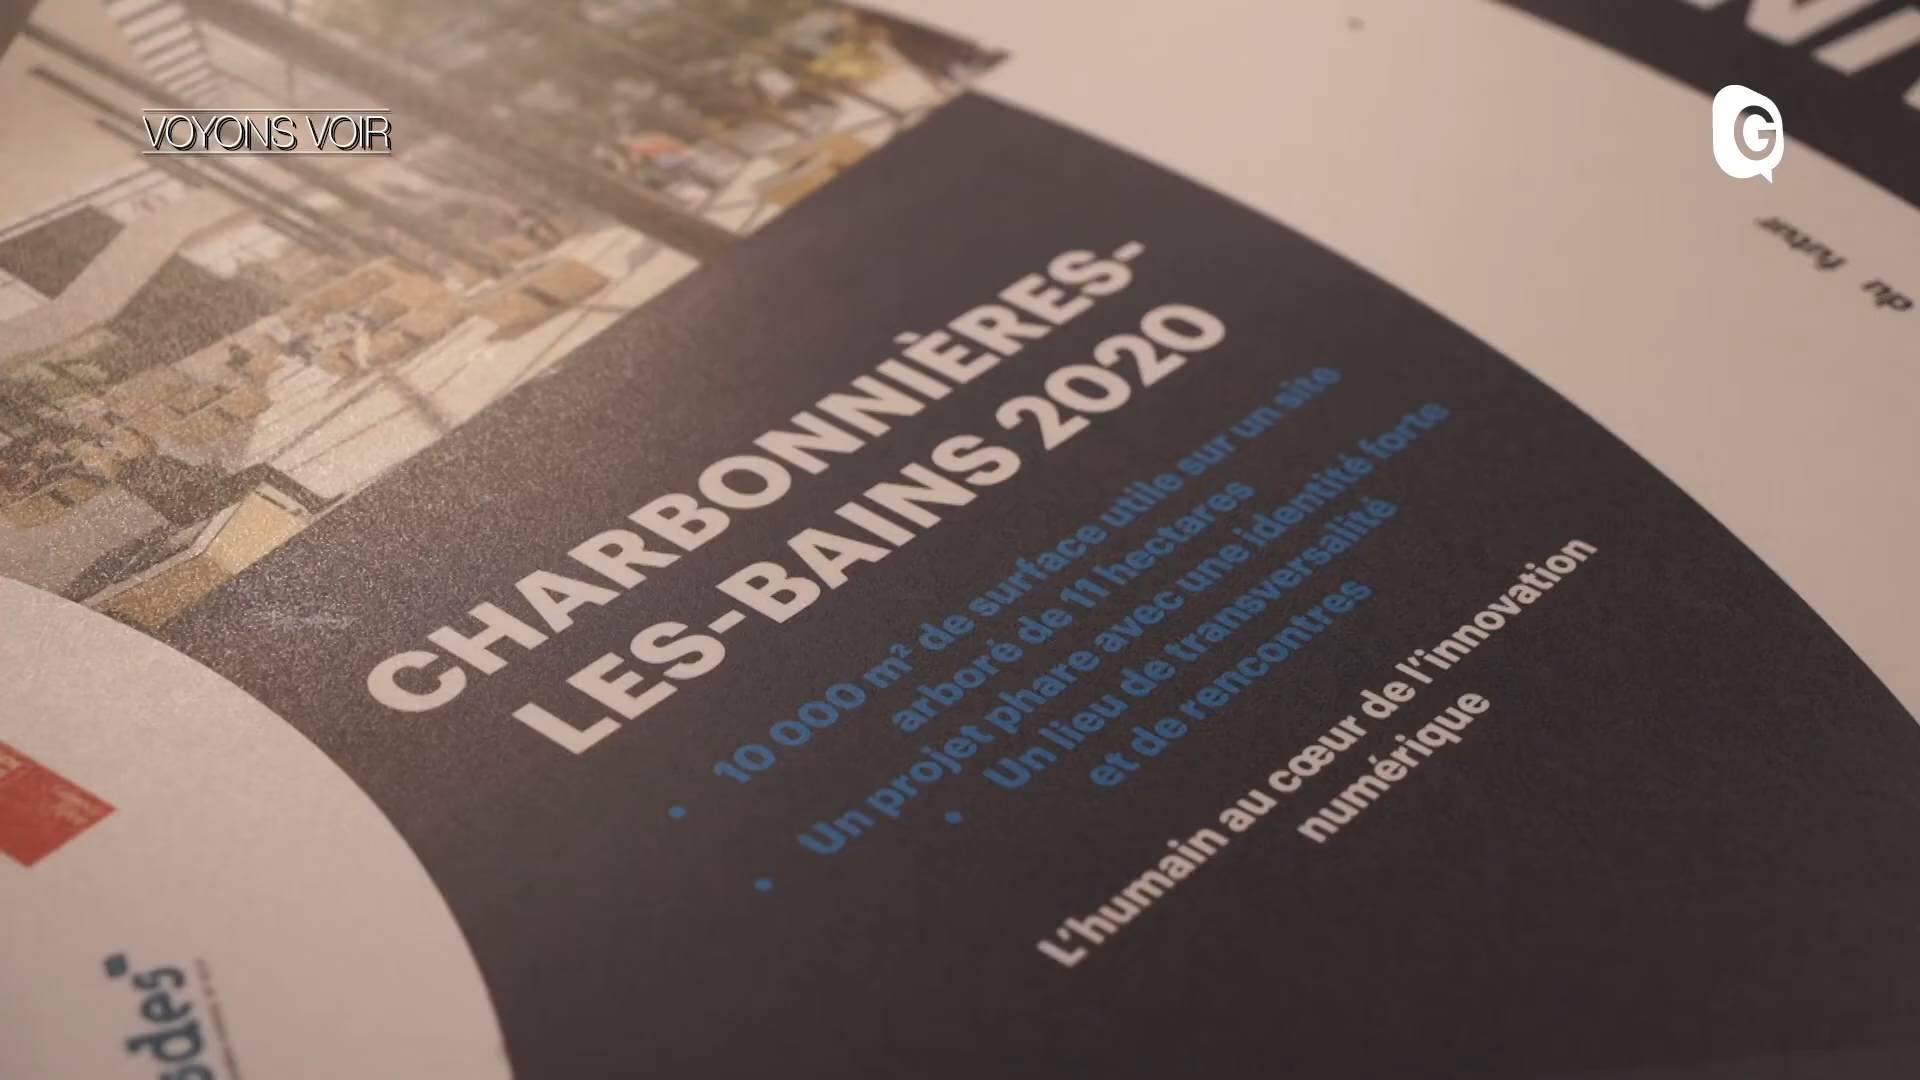 VOYONS VOIR
G
du futur
CHARBONNIÈRES-
LES-BAINS 2020
• 10 000 m² de surface utile sur un site
arboré de 11 hectares
• Un projet phare avec une identité forte
• Un lieu de transversalité
et de rencontres
L'humain au cœur de l'innovation
numérique